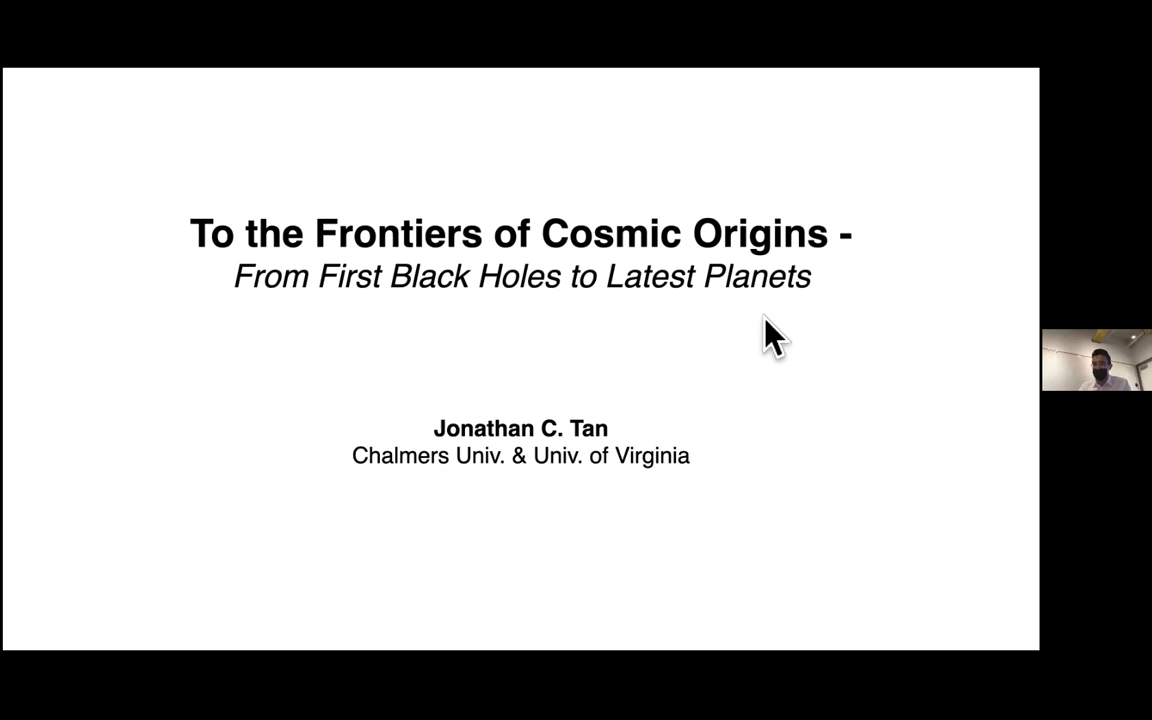 To the Frontiers of Cosmic Origins -
From First Black Holes to Latest Planets
Jonathan C. Tan
Chalmers Univ. & Univ. of Virginia